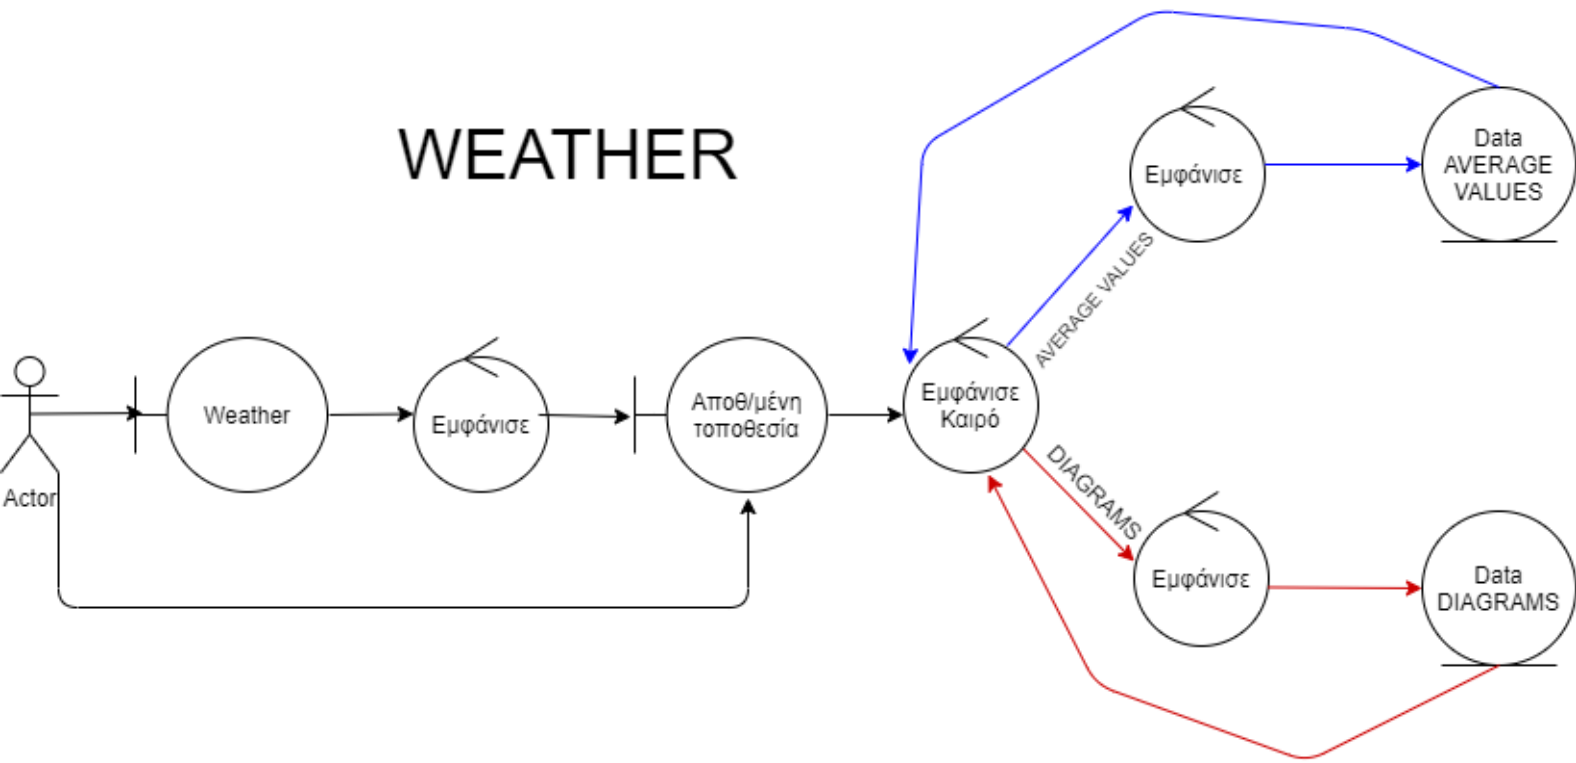 WEATHER
Actor
Weather
Εμφάνισε
Αποθ/μένη
τοποθεσία
Εμφάνισε
Καιρό
AVERAGE VALUES
Εμφάνισε
Data
AVERAGE
VALUES
DIAGRAMS
Εμφάνισε
Data
DIAGRAMS